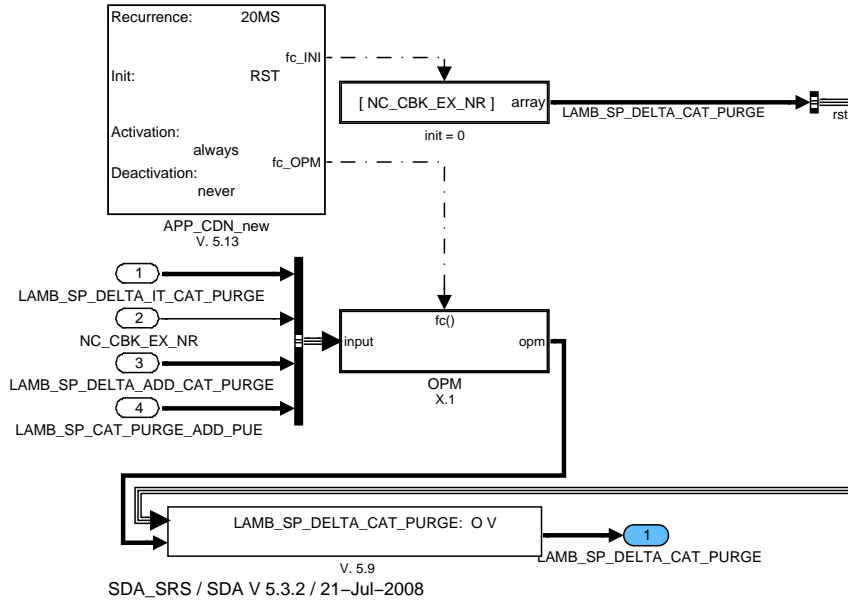 Recurrence: 20MS
fc_INI
Init: RST
[ NC_CBK_EX_NR ] array
LAMB_SP_DELTA_CAT_PURGE
rst
init = 0
Activation:
always
fc_OPM
Deactivation:
never
APP_CDN_new
V. 5.13
1
LAMB_SP_DELTA_IT_CAT_PURGE
2
NC_CBK_EX_NR
3
LAMB_SP_DELTA_ADD_CAT_PURGE
4
LAMB_SP_CAT_PURGE_ADD_PUE
fc()
input opm
OPM
X.1
LAMB_SP_DELTA_CAT_PURGE: O V
1
LAMB_SP_DELTA_CAT_PURGE
V. 5.9
SDA_SRS / SDA V 5.3.2 / 21–Jul–2008